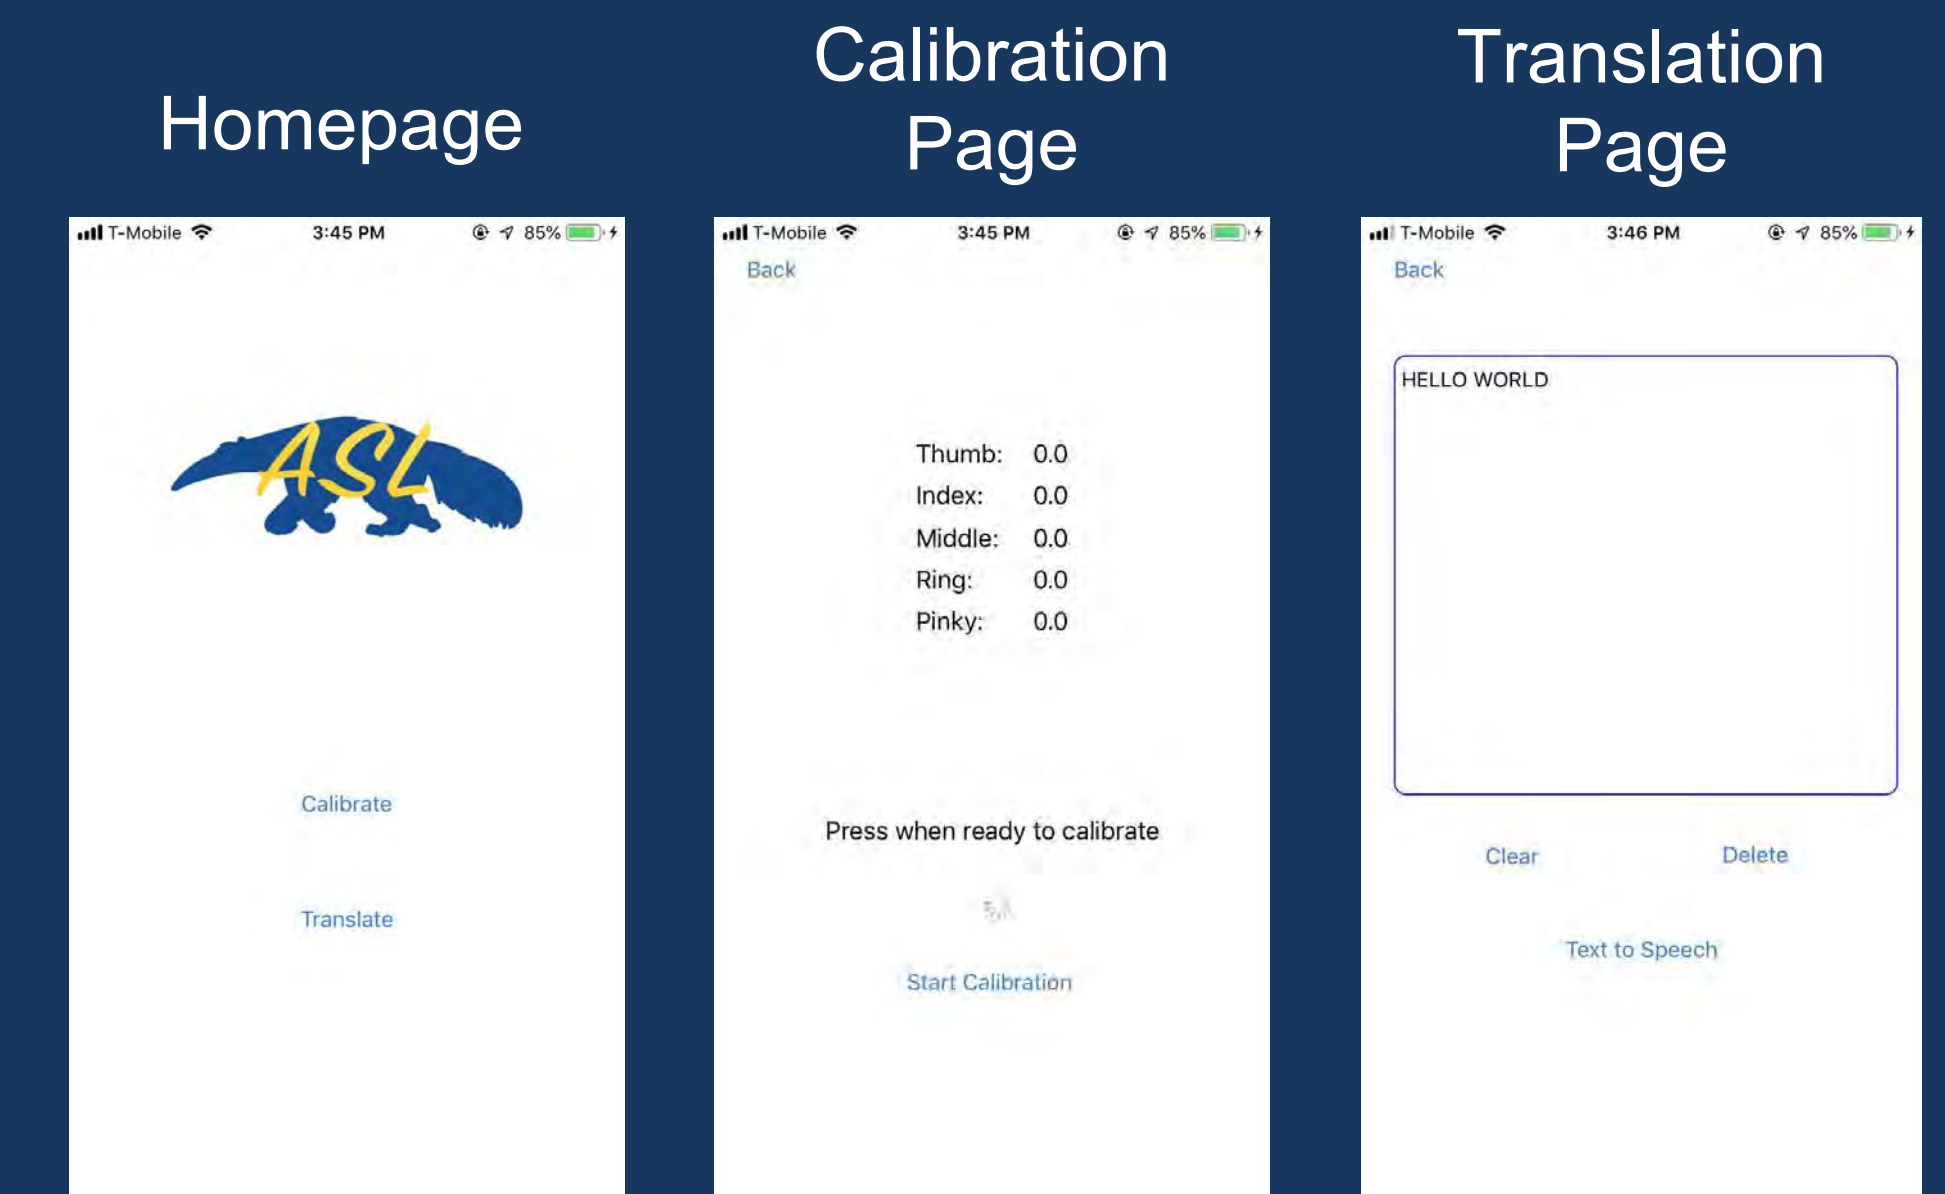 Homepage
T-Mobile 3:45 PM 85%
ASL
Calibrate
Translate
Calibration
Page
T-Mobile 3:45 PM 85%
Back
Thumb: 0.0
Index: 0.0
Middle: 0.0
Ring: 0.0
Pinky: 0.0
Press when ready to calibrate
Start Calibration
Translation
Page
T-Mobile 3:46 PM 85%
Back
HELLO WORLD
Clear Delete
Text to Speech